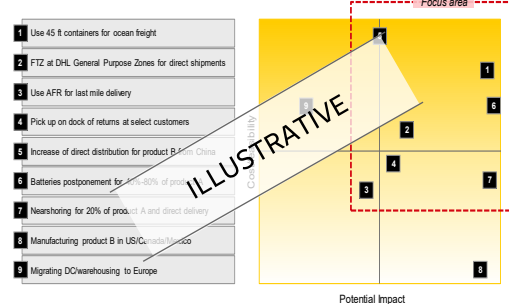 Focus area
1 Use 45 ft containers for ocean freight
2 FTZ at DHL General Purpose Zones for direct shipments
3 Use AFR for last mile delivery
4 Pick up on dock of returns at select customers
5 Increase of direct distribution for product B from China
6 Batteries postponement for 40%-80% of
7 Nearshoring for 20% of product A and direct delivery
8 Manufacturing product B in US/Canada/Mexico
9 Migrating DC/warehousing to Europe
ILLUSTRATIVE
1
9
6
2
4
3
7
8
Potential Impact